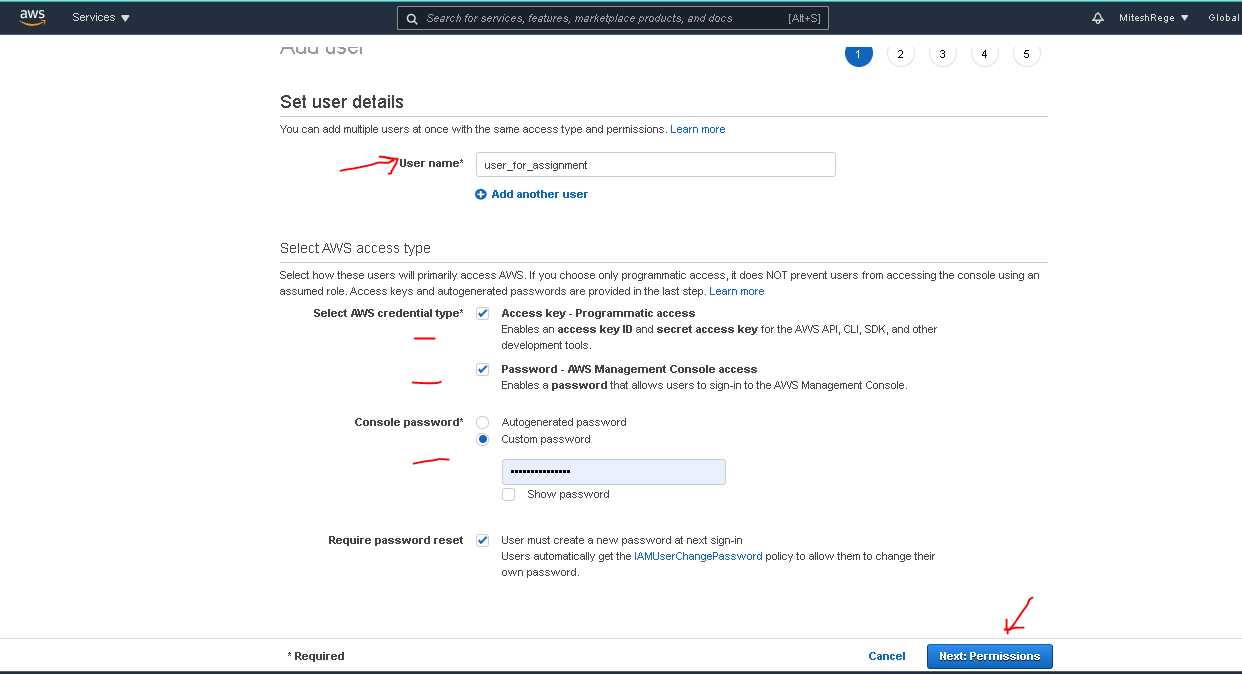 aws Services Search for services, features, marketplace products, and docs [Alt+S] MiteshRege Global
Add user 1 2 3 4 5
Set user details
You can add multiple users at once with the same access type and permissions. Learn more
User name* user_for_assignment
Add another user
Select AWS access type
Select how these users will primarily access AWS. If you choose only programmatic access, it does NOT prevent users from accessing the console using an
assumed role. Access keys and autogenerated passwords are provided in the last step. Learn more
Select AWS credential type* Access key - Programmatic access
Enables an access key ID and secret access key for the AWS API, CLI, SDK, and other
development tools.
Password - AWS Management Console access
Enables a password that allows users to sign-in to the AWS Management Console.
Console password* Autogenerated password
Custom password
•••••••••••••••
Show password
Require password reset User must create a new password at next sign-in
Users automatically get the IAMUserChangePassword policy to allow them to change their
own password.
* Required Cancel Next: Permissions